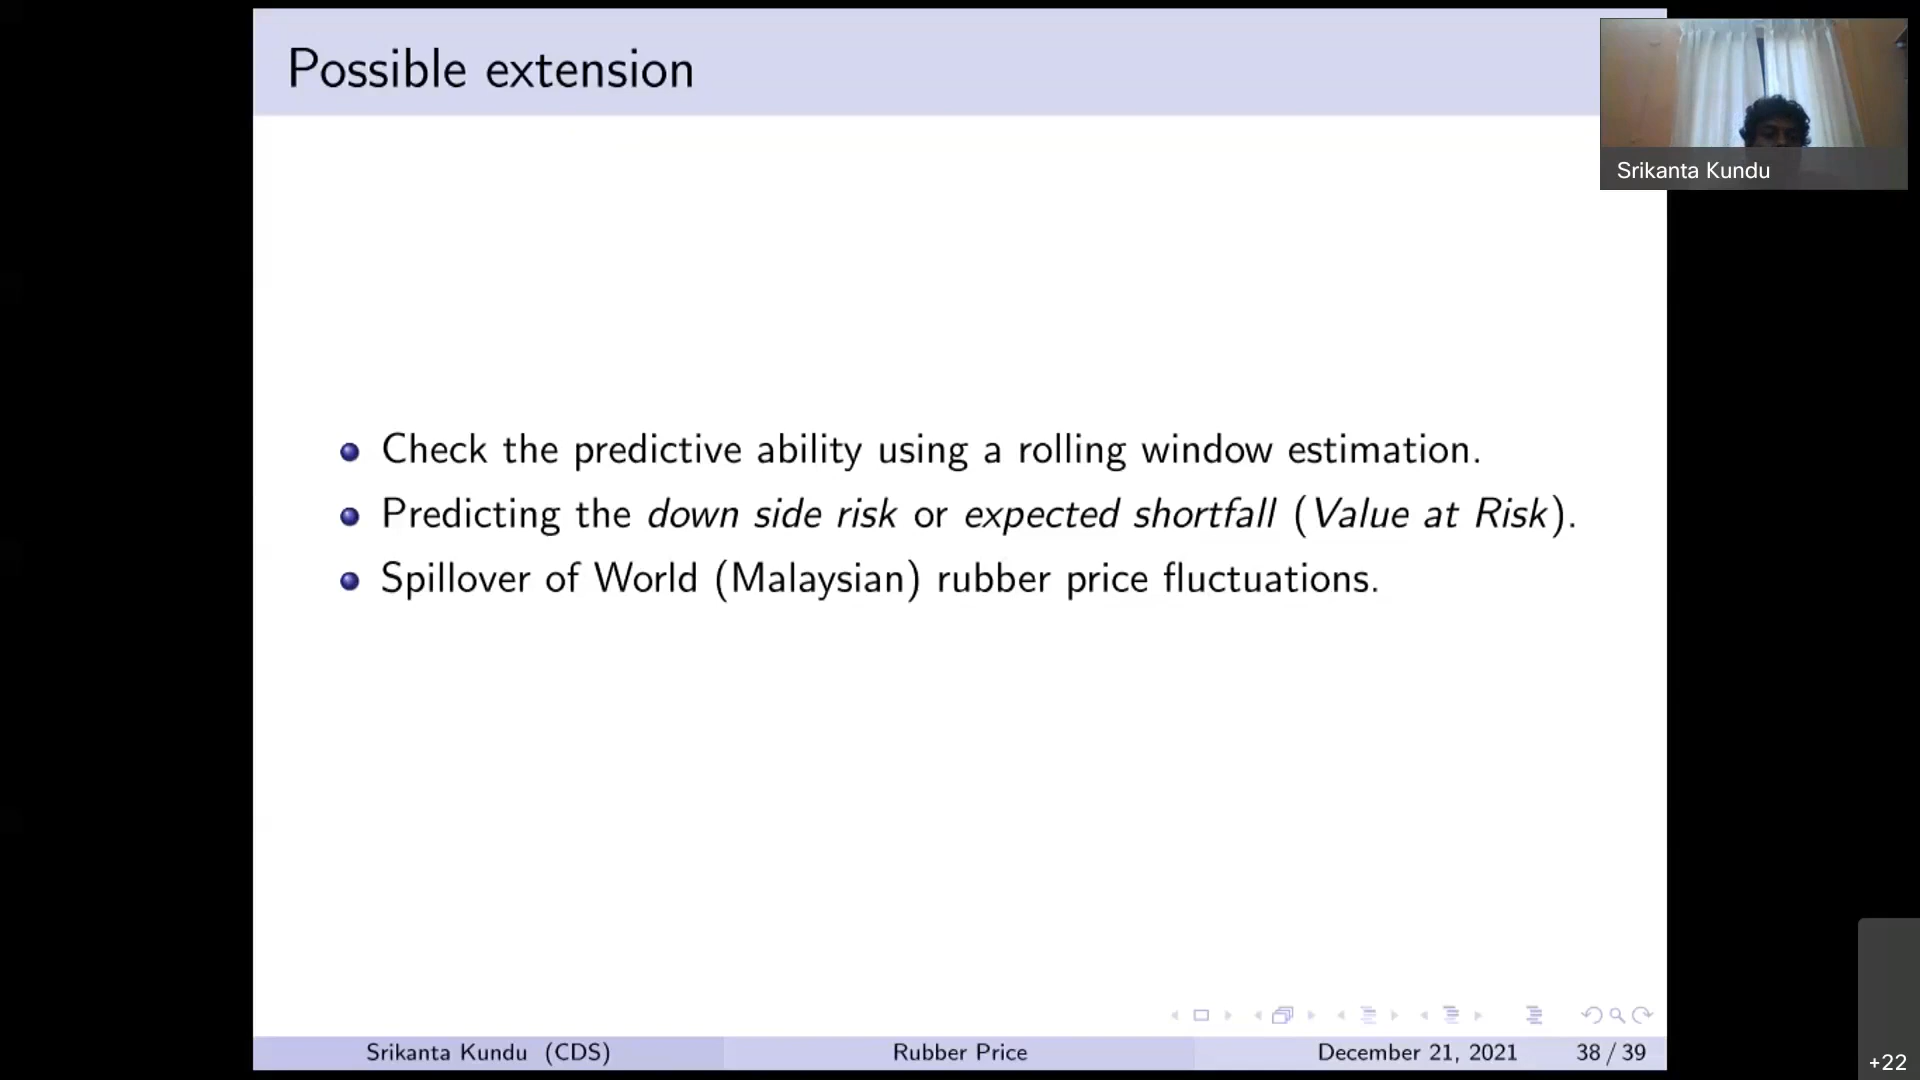 Possible extension
Srikanta Kundu
Check the predictive ability using a rolling window estimation.
Predicting the down side risk or expected shortfall (Value at Risk).
Spillover of World (Malaysian) rubber price fluctuations.
Srikanta Kundu (CDS)
Rubber Price
December 21, 2021
38 / 39
+22